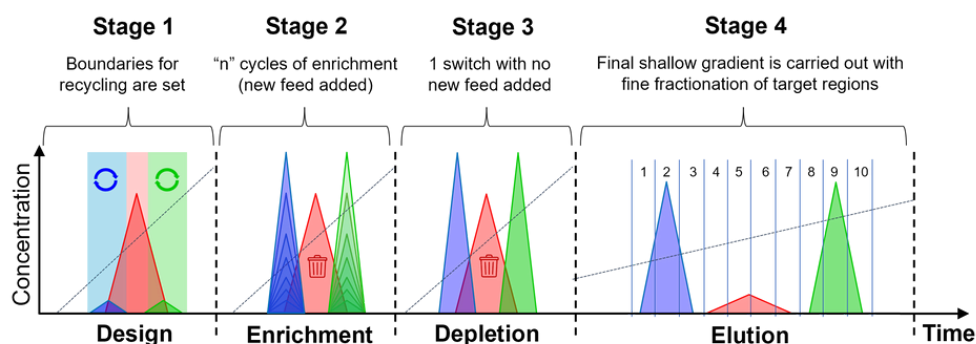 Stage 1
Stage 2
Stage 3
Stage 4
Boundaries for
recycling are set
“n” cycles of enrichment
(new feed added)
1 switch with no
new feed added
Final shallow gradient is carried out with
fine fractionation of target regions
Concentration
1 2 3 4 5 6 7 8 9 10
Design
Enrichment
Depletion
Elution
Time